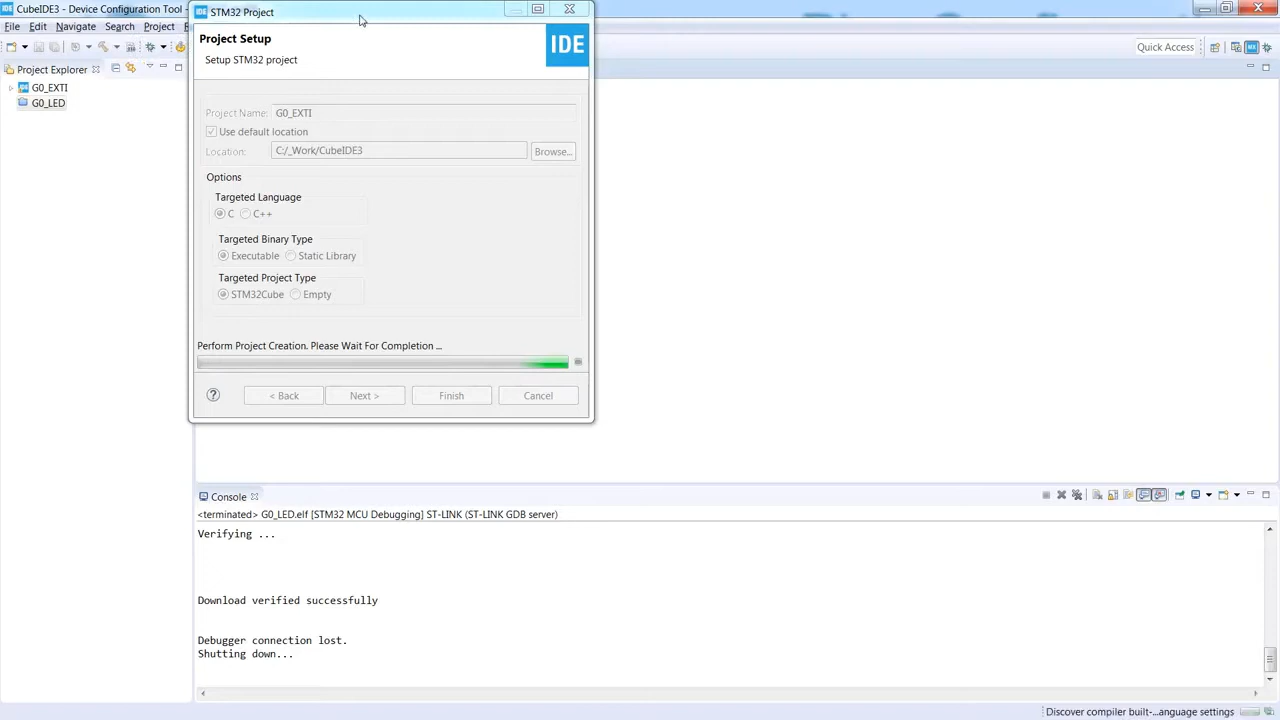 IDE CubeIDE3 - Device Configuration Tool -
IDE STM32 Project
File Edit Navigate Search Project
Project Setup
Setup STM32 project
IDE
Quick Access
Project Explorer
G0_EXTI
G0_LED
Project Name: G0_EXTI
Use default location
Location: C:/_Work/CubeIDE3 Browse...
Options
Targeted Language
C C++
Targeted Binary Type
Executable Static Library
Targeted Project Type
STM32Cube Empty
Perform Project Creation. Please Wait For Completion ...
? < Back Next > Finish Cancel
Console
<terminated> G0_LED.elf [STM32 MCU Debugging] ST-LINK (ST-LINK GDB server)
Verifying ...
Download verified successfully
Debugger connection lost.
Shutting down...
Discover compiler built-...anguage settings